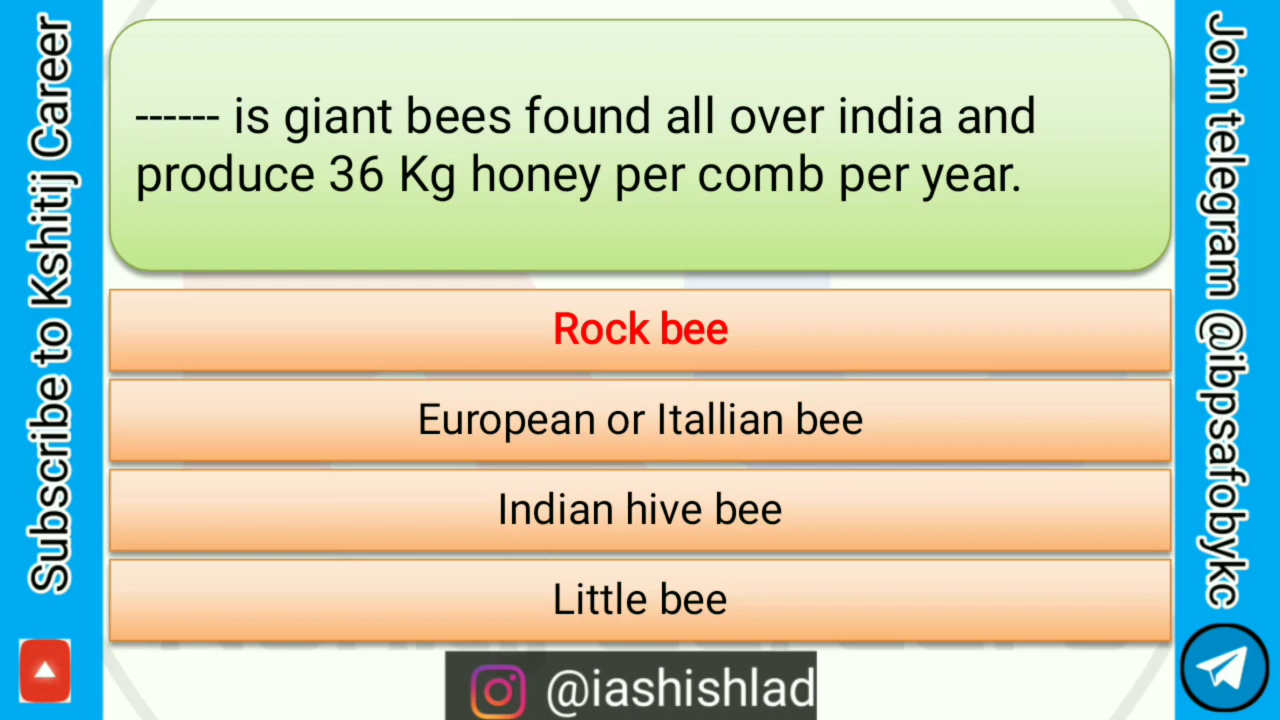 Subscribe to Kshitij Career
------ is giant bees found all over india and
produce 36 Kg honey per comb per year.
Rock bee
European or Itallian bee
Indian hive bee
Little bee
@iashishlad
Join telegram @ibpsafobykc